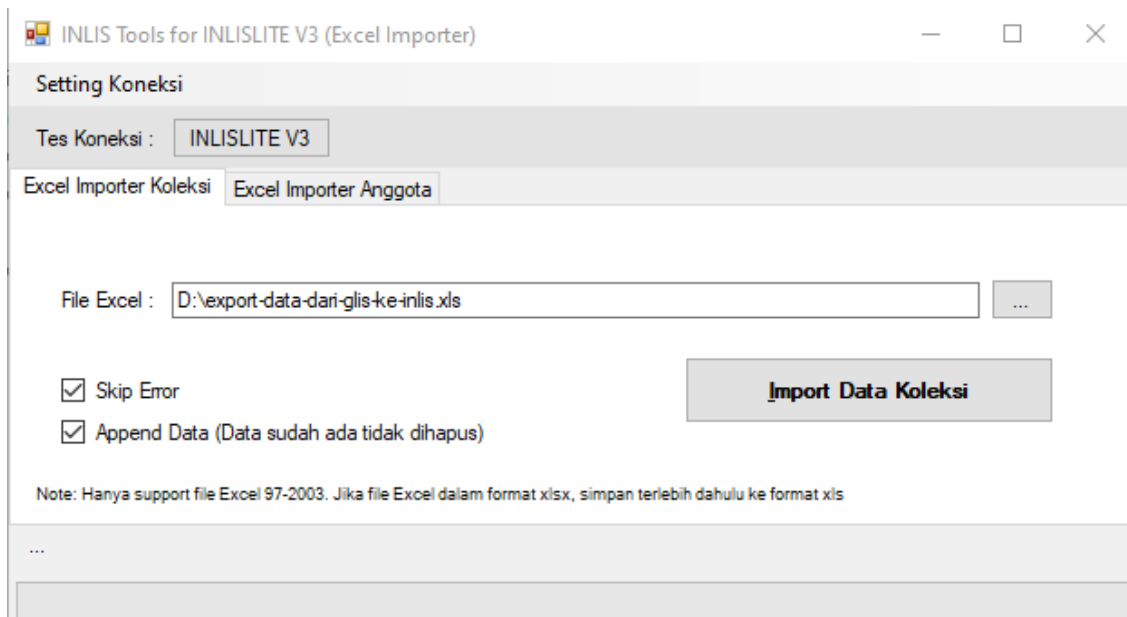 INLIS Tools for INLISLITE V3 (Excel Importer)
Setting Koneksi
Tes Koneksi : INLISLITE V3
Excel Importer Koleksi Excel Importer Anggota
File Excel : D:\export-data-dari-glis-ke-inlis.xls ...
Skip Error
Import Data Koleksi
Append Data (Data sudah ada tidak dihapus)
Note: Hanya support file Excel 97-2003. Jika file Excel dalam format xlsx, simpan terlebih dahulu ke format xls
...